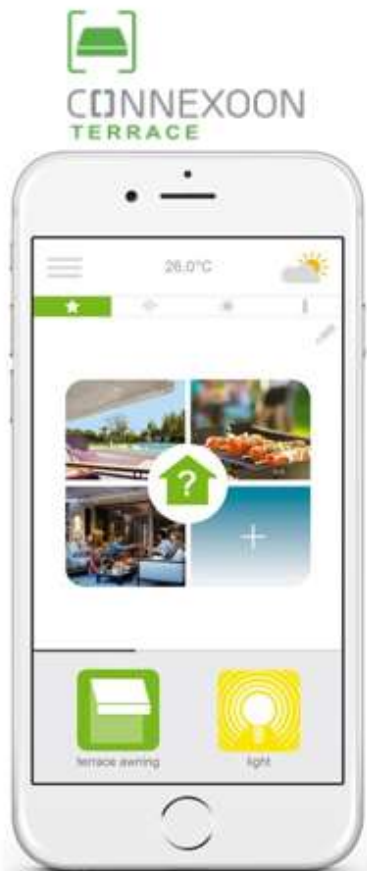 CONNEXOON
TERRACE
26.0°C
?
+
terrace awning
light